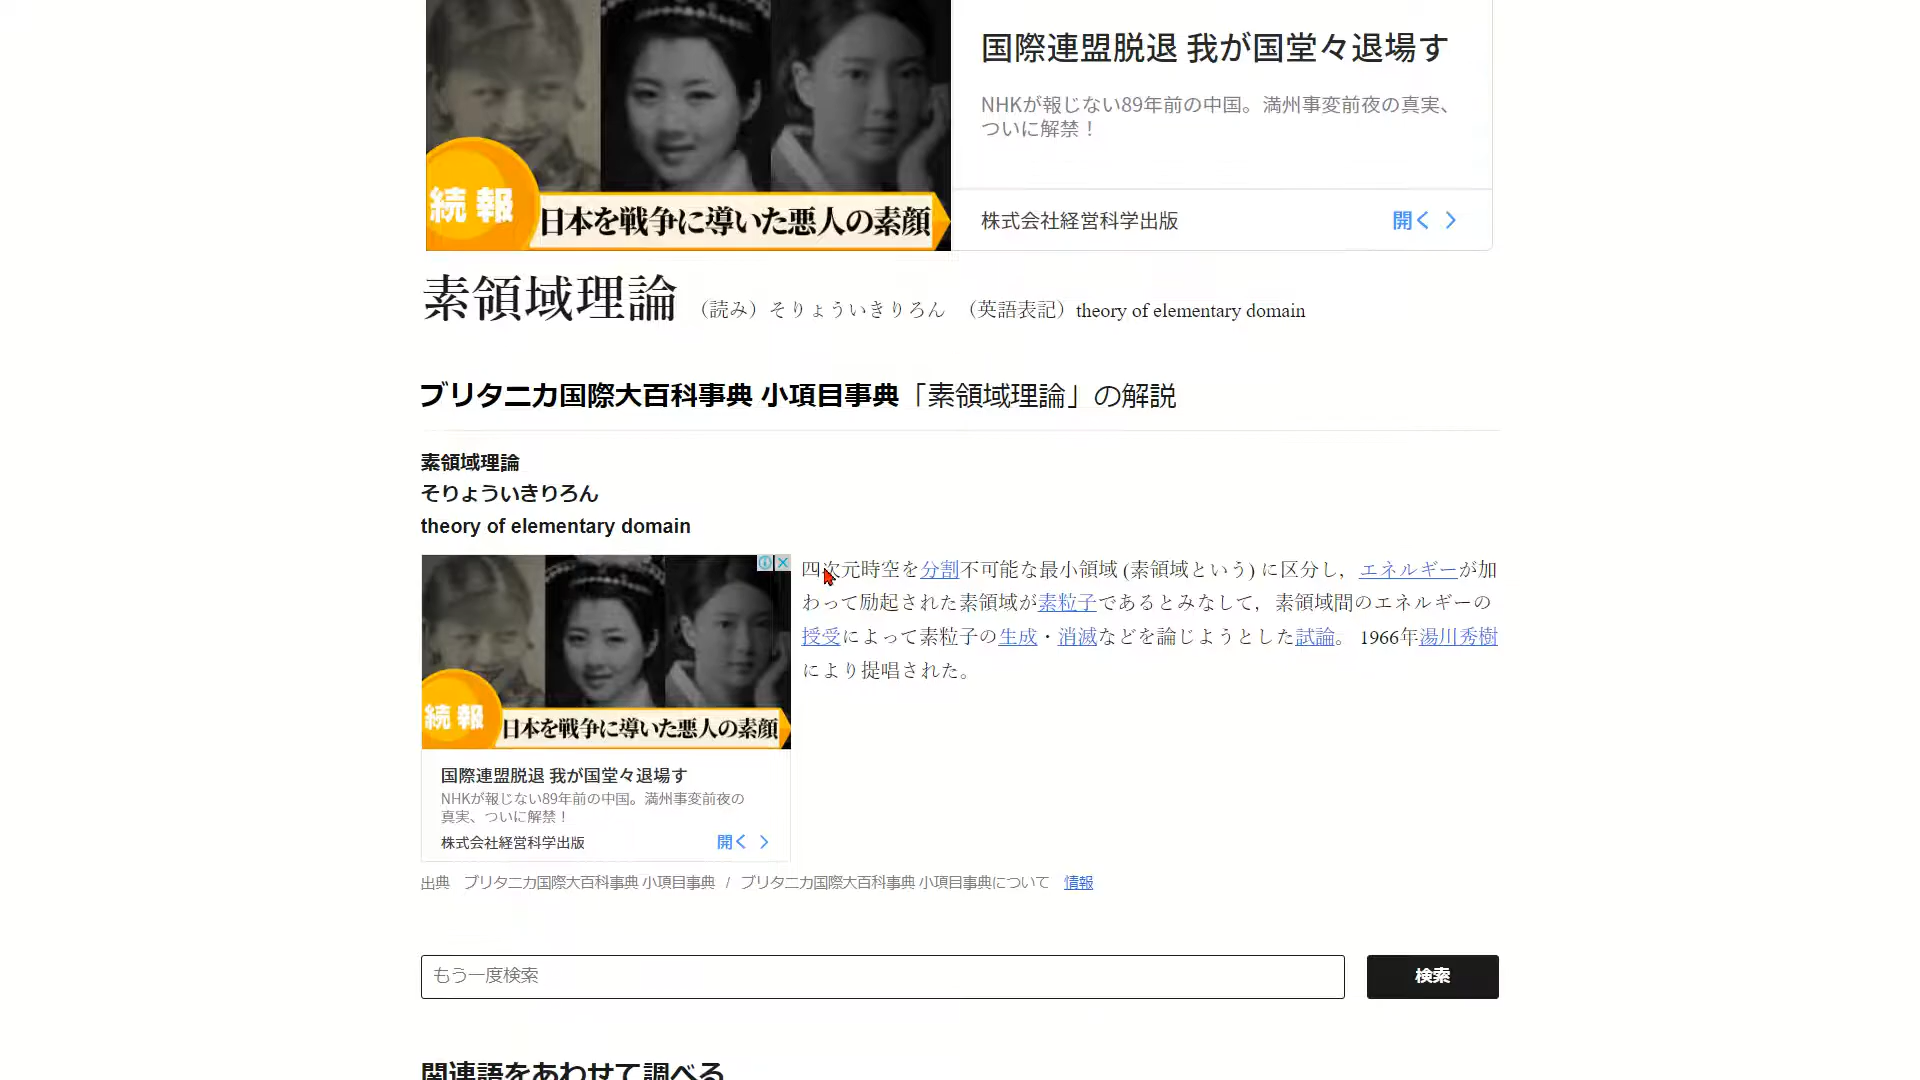 国際連盟脱退 我が国堂々退場す
NHKが報じない89年前の中国。満州事変前夜の真実、
ついに解禁！
続報
日本を戦争に導いた悪人の素顔
株式会社経営科学出版
開く
素領域理論 （読み）そりょういきりろん （英語表記）theory of elementary domain
ブリタニカ国際大百科事典 小項目事典「素領域理論」の解説
素領域理論
そりょういきりろん
theory of elementary domain
四次元時空を分割不可能な最小領域 (素領域という) に区分し，エネルギーが加
わって励起された素領域が素粒子であるとみなして，素領域間のエネルギーの
授受によって素粒子の生成・消滅などを論じようとした試論。 1966年湯川秀樹
により提唱された。
続報
日本を戦争に導いた悪人の素顔
国際連盟脱退 我が国堂々退場す
NHKが報じない89年前の中国。満州事変前夜の
真実、ついに解禁！
株式会社経営科学出版
開く
出典 ブリタニカ国際大百科事典 小項目事典 / ブリタニカ国際大百科事典 小項目事典について 情報
もう一度検索
検索
関連語をあわせて調べる